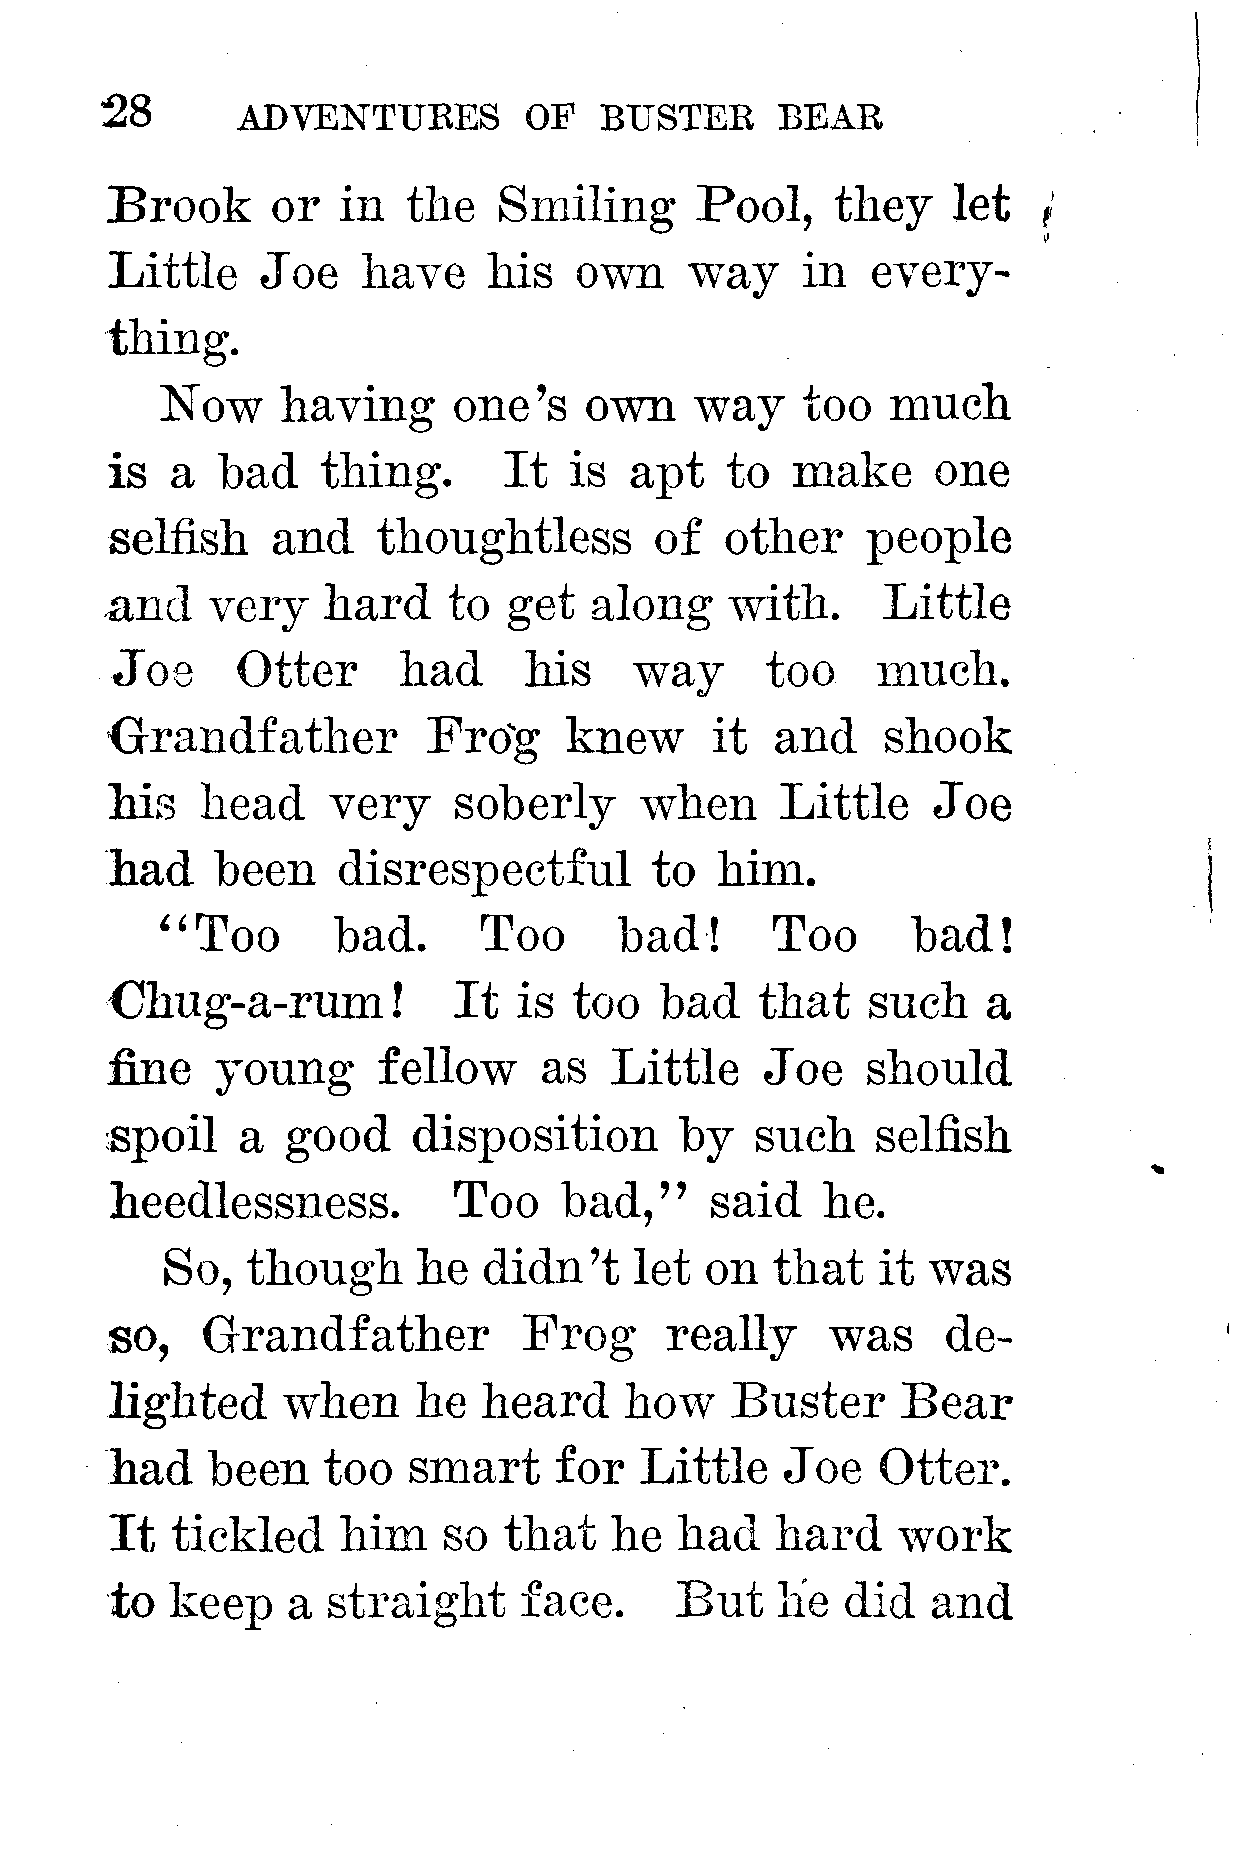 28 ADVENTURES OF BUSTER BEAR
Brook or in the Smiling Pool, they let
Little Joe have his own way in every-
thing.
Now having one's own way too much
is a bad thing. It is apt to make one
selfish and thoughtless of other people
and very hard to get along with. Little
Joe Otter had his way too much.
Grandfather Frog knew it and shook
his head very soberly when Little Joe
had been disrespectful to him.
"Too bad. Too bad! Too bad!
Chug-a-rum! It is too bad that such a
fine young fellow as Little Joe should
spoil a good disposition by such selfish
heedlessness. Too bad," said he.
So, though he didn't let on that it was
so, Grandfather Frog really was de-
lighted when he heard how Buster Bear
had been too smart for Little Joe Otter.
It tickled him so that he had hard work
to keep a straight face. But he did and